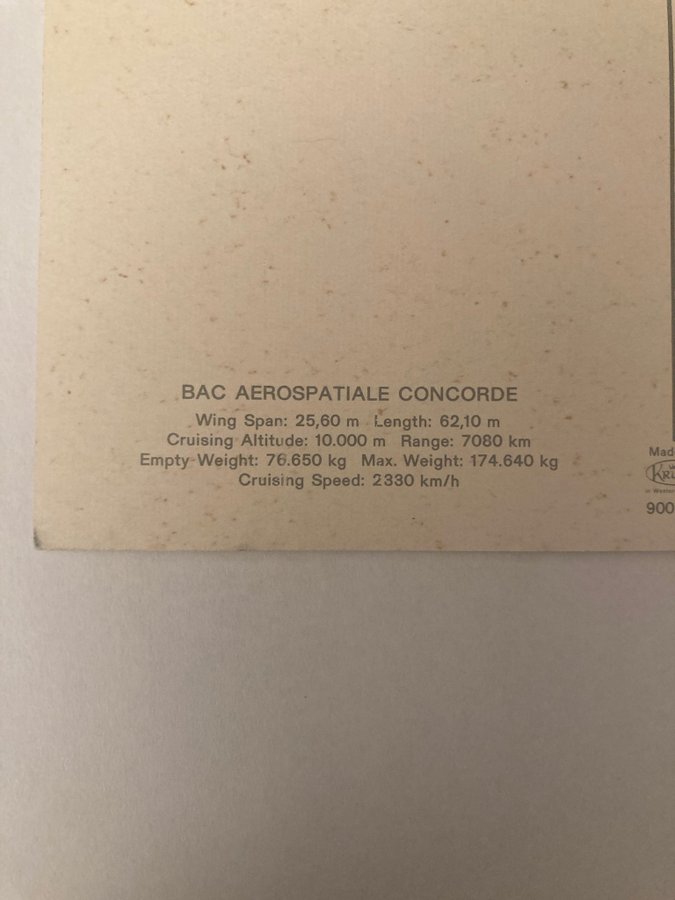 BAC AEROSPATIALE CONCORDE
Wing Span: 25,60 m Length: 62,10 m
Cruising Altitude: 10.000 m Range: 7080 km
Empty Weight: 76.650 kg Max. Weight: 174.640 kg
Cruising Speed: 2330 km/h
900